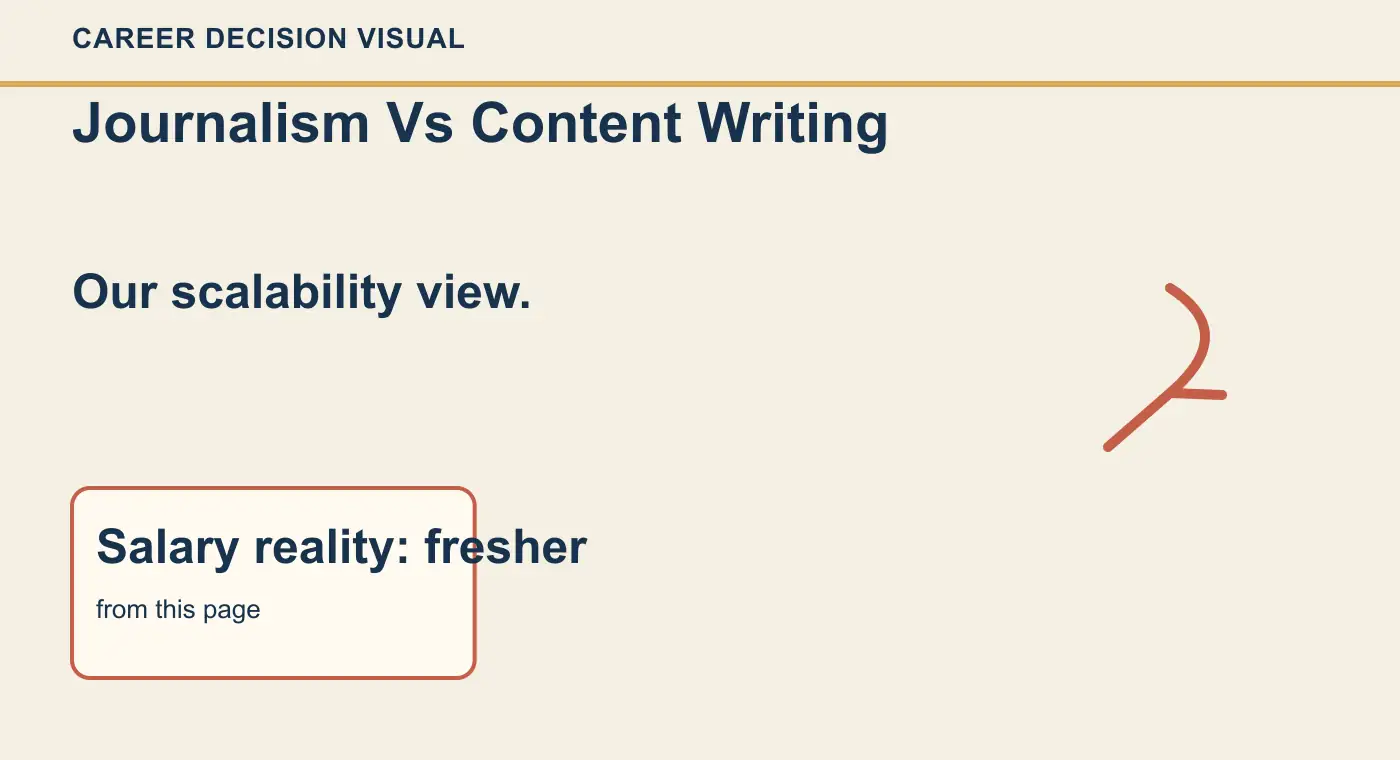 CAREER DECISION VISUAL
Journalism Vs Content Writing
Our scalability view.
Salary reality: fresher
from this page